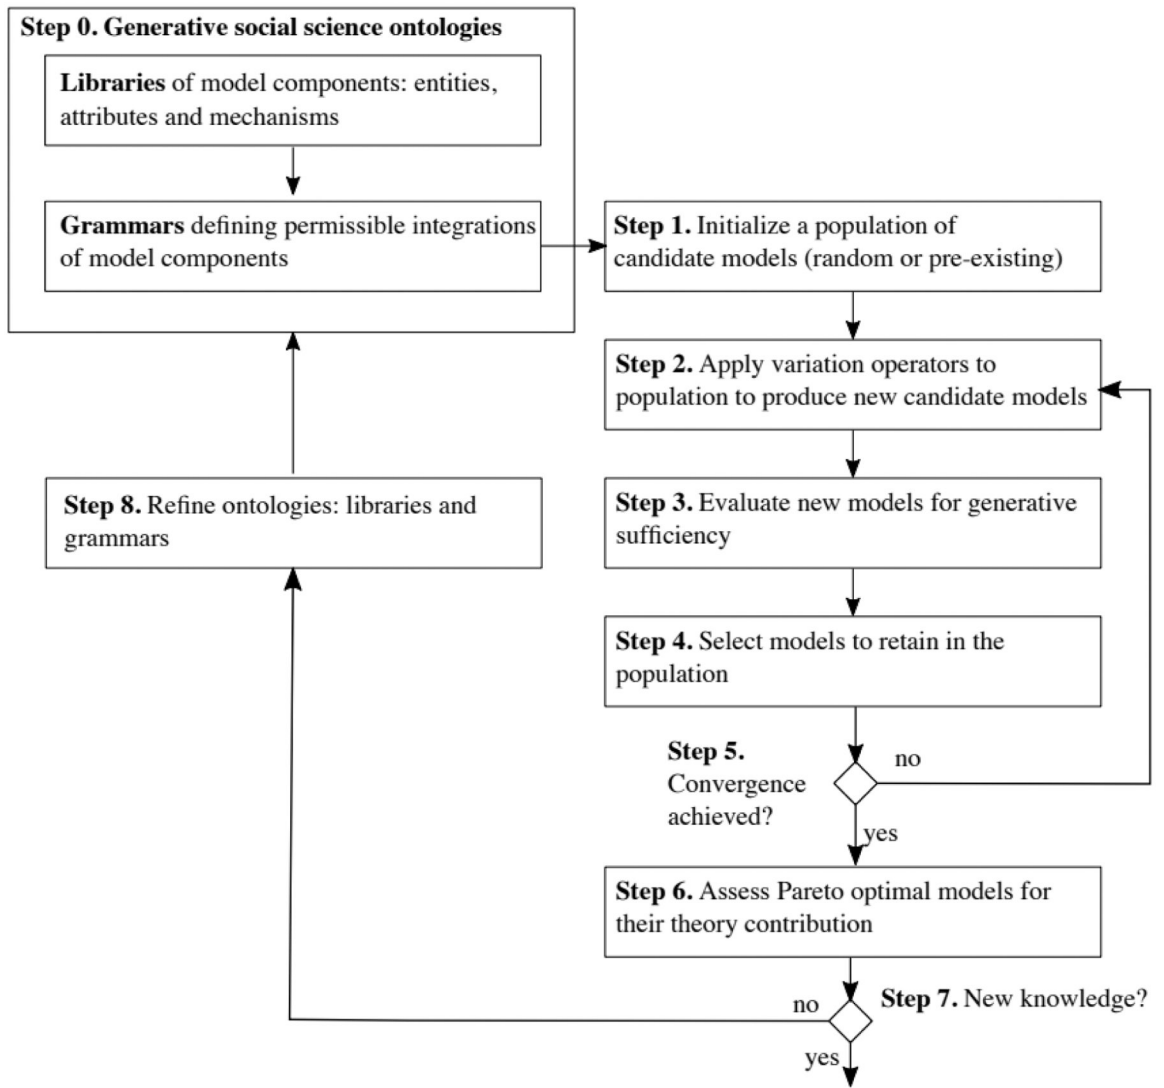 Step 0. Generative social science ontologies
Libraries of model components: entities,
attributes and mechanisms
Grammars defining permissible integrations
of model components
Step 1. Initialize a population of
candidate models (random or pre-existing)
Step 2. Apply variation operators to
population to produce new candidate models
Step 3. Evaluate new models for generative
sufficiency
Step 4. Select models to retain in the
population
Step 5.
Convergence
achieved?
no
yes
Step 6. Assess Pareto optimal models for
their theory contribution
Step 7. New knowledge?
no
yes
Step 8. Refine ontologies: libraries and
grammars